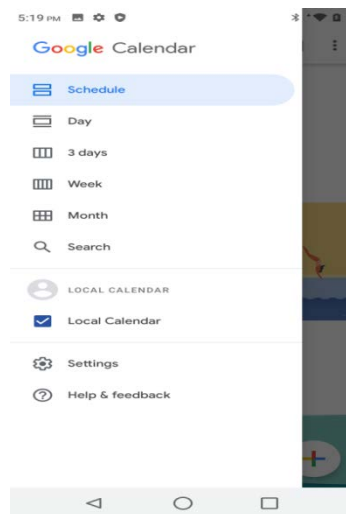 5:19 PM
Google Calendar
Schedule
Day
3 days
Week
Month
Search
LOCAL CALENDAR
Local Calendar
Settings
Help & feedback